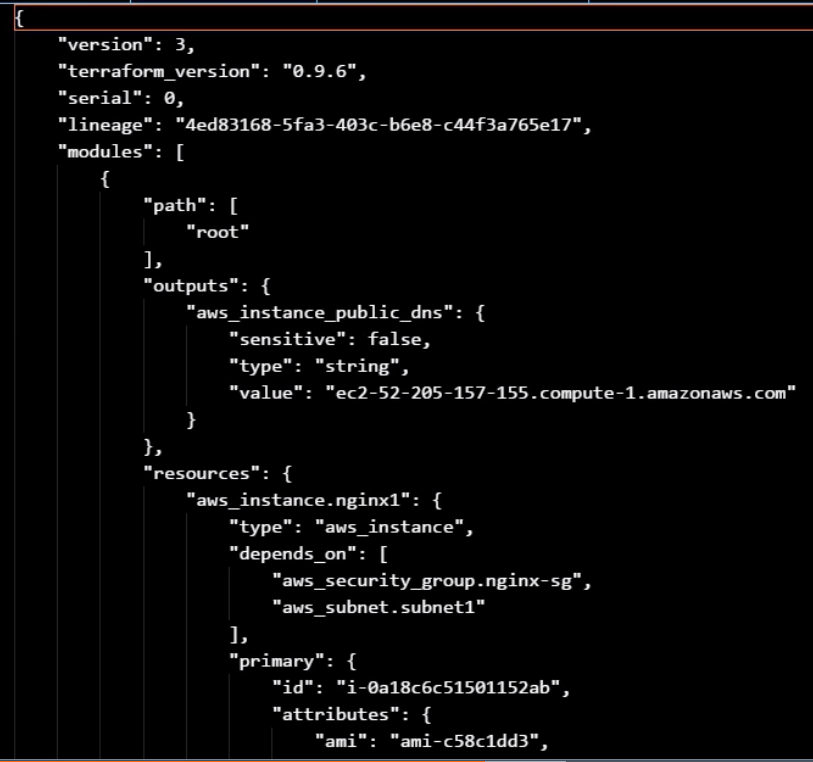 {
    "version": 3,
    "terraform_version": "0.9.6",
    "serial": 0,
    "lineage": "4ed83168-5fa3-403c-b6e8-c44f3a765e17",
    "modules": [
        {
            "path": [
                "root"
            ],
            "outputs": {
                "aws_instance_public_dns": {
                    "sensitive": false,
                    "type": "string",
                    "value": "ec2-52-205-157-155.compute-1.amazonaws.com"
                }
            },
            "resources": {
                "aws_instance.nginx1": {
                    "type": "aws_instance",
                    "depends_on": [
                        "aws_security_group.nginx-sg",
                        "aws_subnet.subnet1"
                    ],
                    "primary": {
                        "id": "i-0a18c6c51501152ab",
                        "attributes": {
                            "ami": "ami-c58c1dd3",